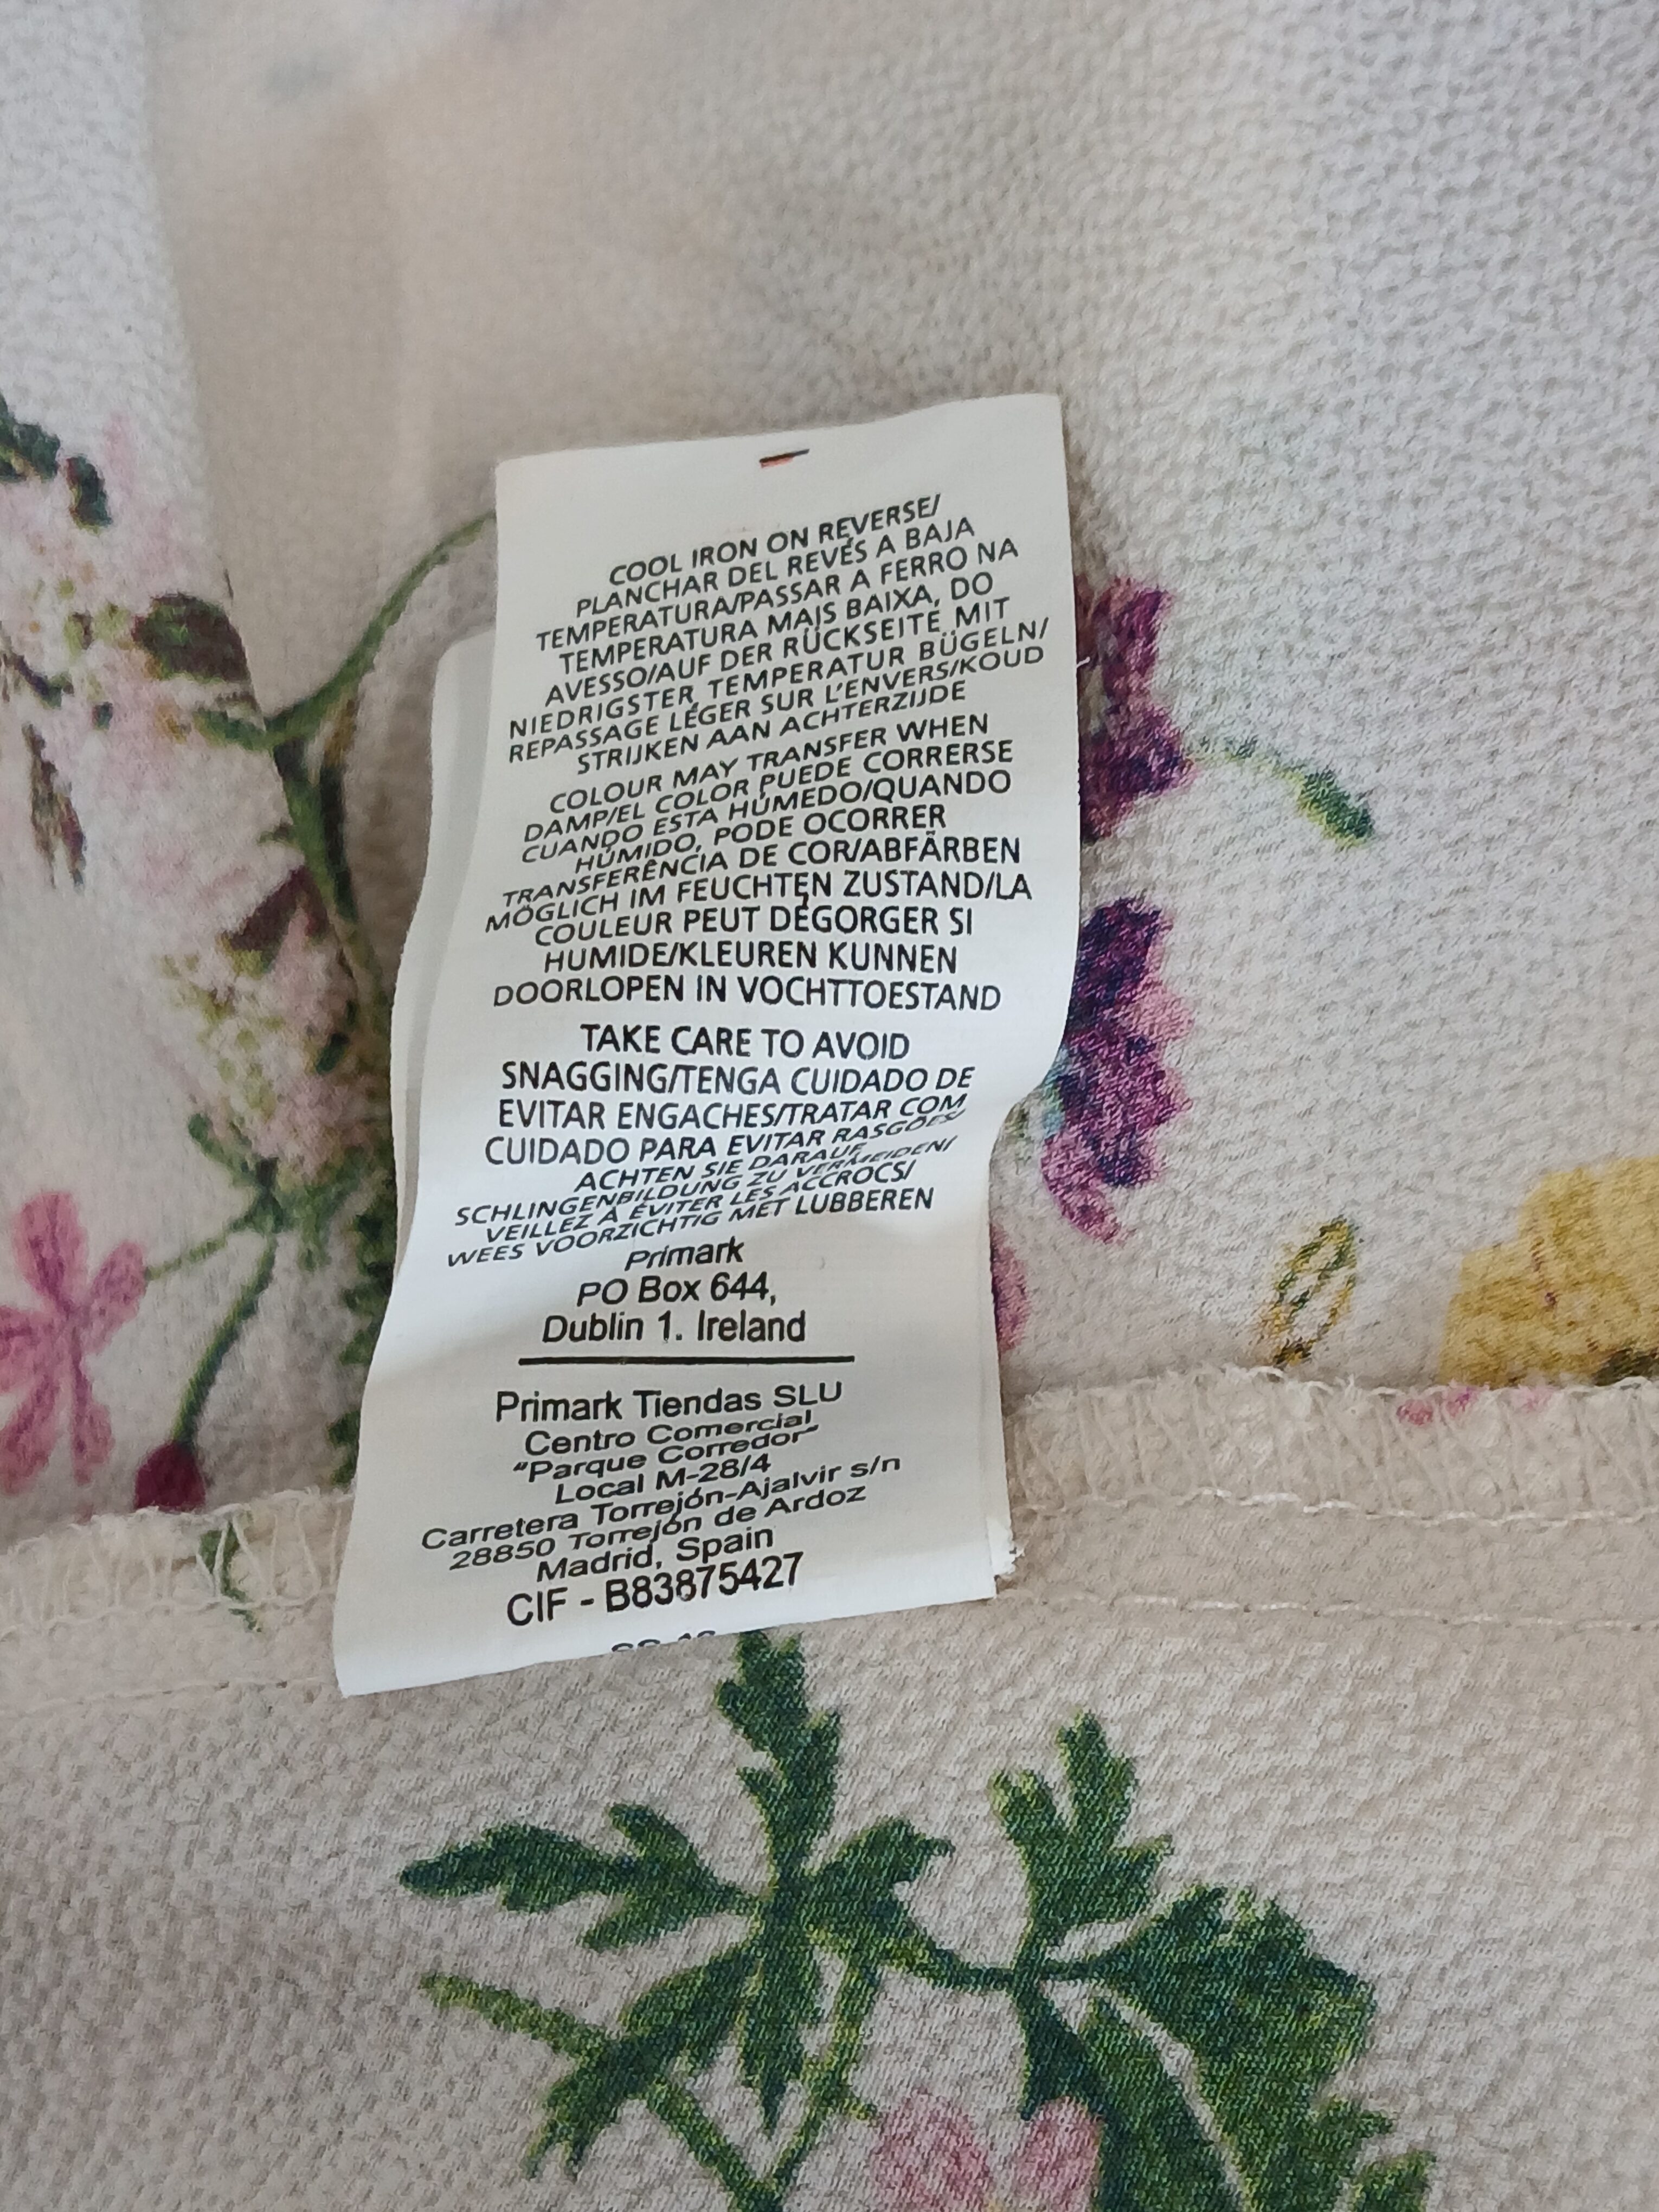 COOL IRON ON REVERSE/
PLANCHAR DEL REVÉS A BAJA
TEMPERATURA/PASSAR A FERRO NA
TEMPERATURA MAIS BAIXA, DO
AVESSO/AUF DER RÜCKSEITE MIT
NIEDRIGSTER TEMPERATUR BÜGELN/
REPASSAGE LÉGER SUR L'ENVERS/KOUD
STRIJKEN AAN ACHTERZIJDE
COLOUR MAY TRANSFER WHEN
DAMP/EL COLOR PUEDE CORRERSE
CUANDO ESTA HÚMEDO/QUANDO
HÚMIDO, PODE OCORRER
TRANSFERÊNCIA DE COR/ABFÄRBEN
MÖGLICH IM FEUCHTEN ZUSTAND/LA
COULEUR PEUT DÉGORGER SI
HUMIDE/KLEUREN KUNNEN
DOORLOPEN IN VOCHTTOESTAND
TAKE CARE TO AVOID
SNAGGING/TENGA CUIDADO DE
EVITAR ENGACHES/TRATAR COM
CUIDADO PARA EVITAR RASGÕES/
ACHTEN SIE DARAUF
SCHLINGENBILDUNG ZU VERMEIDEN/
VEILLEZ À ÉVITER LES ACCROCS/
WEES VOORZICHTIG MET LUBBEREN
Primark
PO Box 644,
Dublin 1. Ireland
Primark Tiendas SLU
Centro Comercial
"Parque Corredor"
Local M-28/4
Carretera Torrejón-Ajalvir s/n
28850 Torrejón de Ardoz
Madrid, Spain
CIF - B83875427